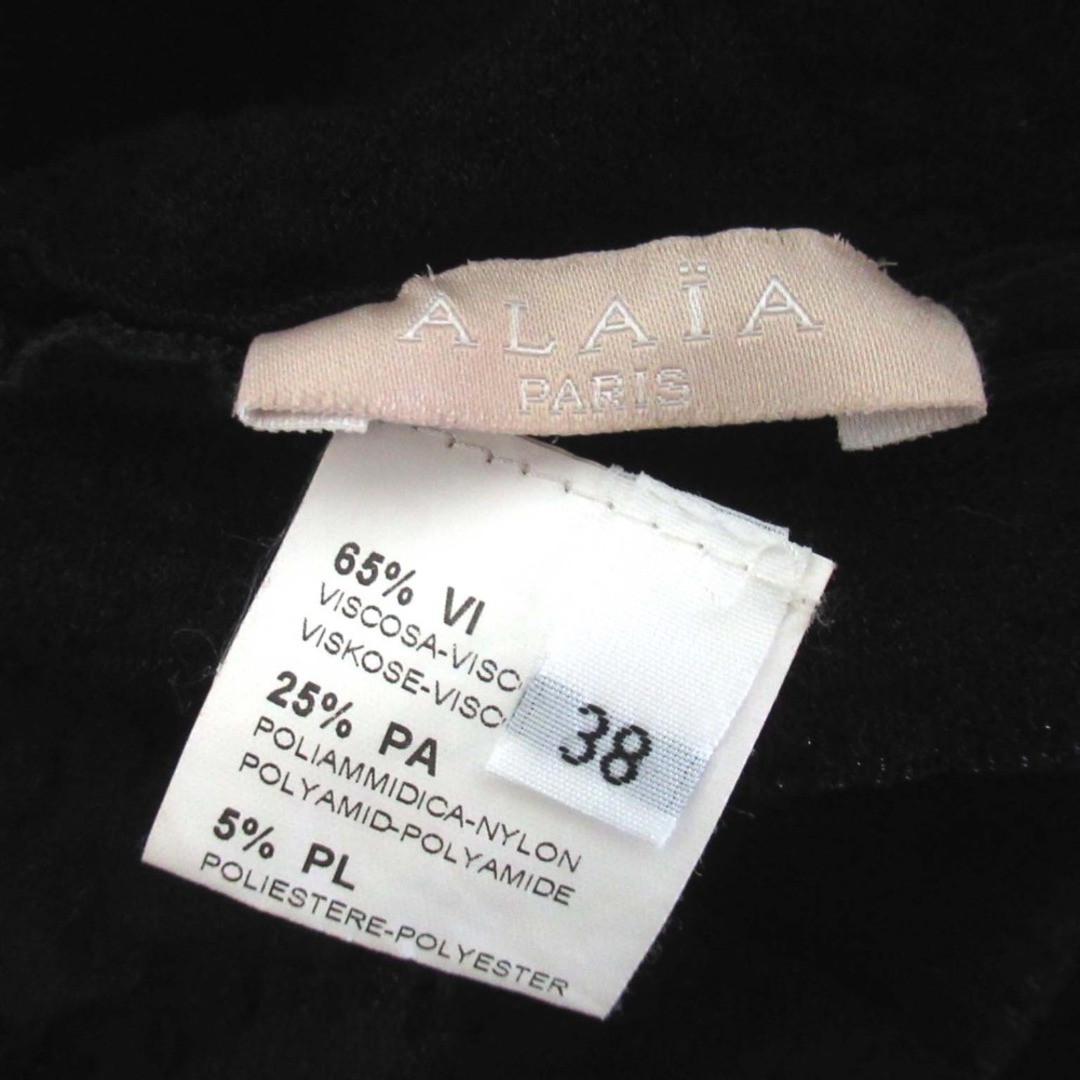 ALAÏA
PARIS
65% VI
VISCOSA-VISC
VISKOSE-VISC
25% PA
POLIAMMIDICA-NYLON
POLYAMID-POLYAMIDE
5% PL
POLIESTERE-POLYESTER
38